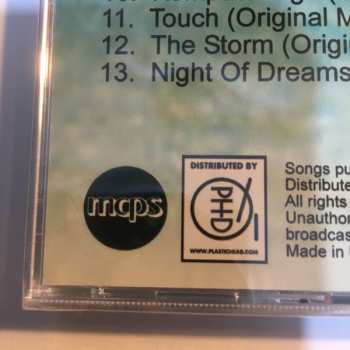 11. Touch (Original M
12. The Storm (Origi
13. Night Of Dreams
mcps
DISTRIBUTED BY
PHD
WWW.PLASTICHEAD.COM
Songs pu
Distribute
All rights
Unauthor
broadcas
Made in